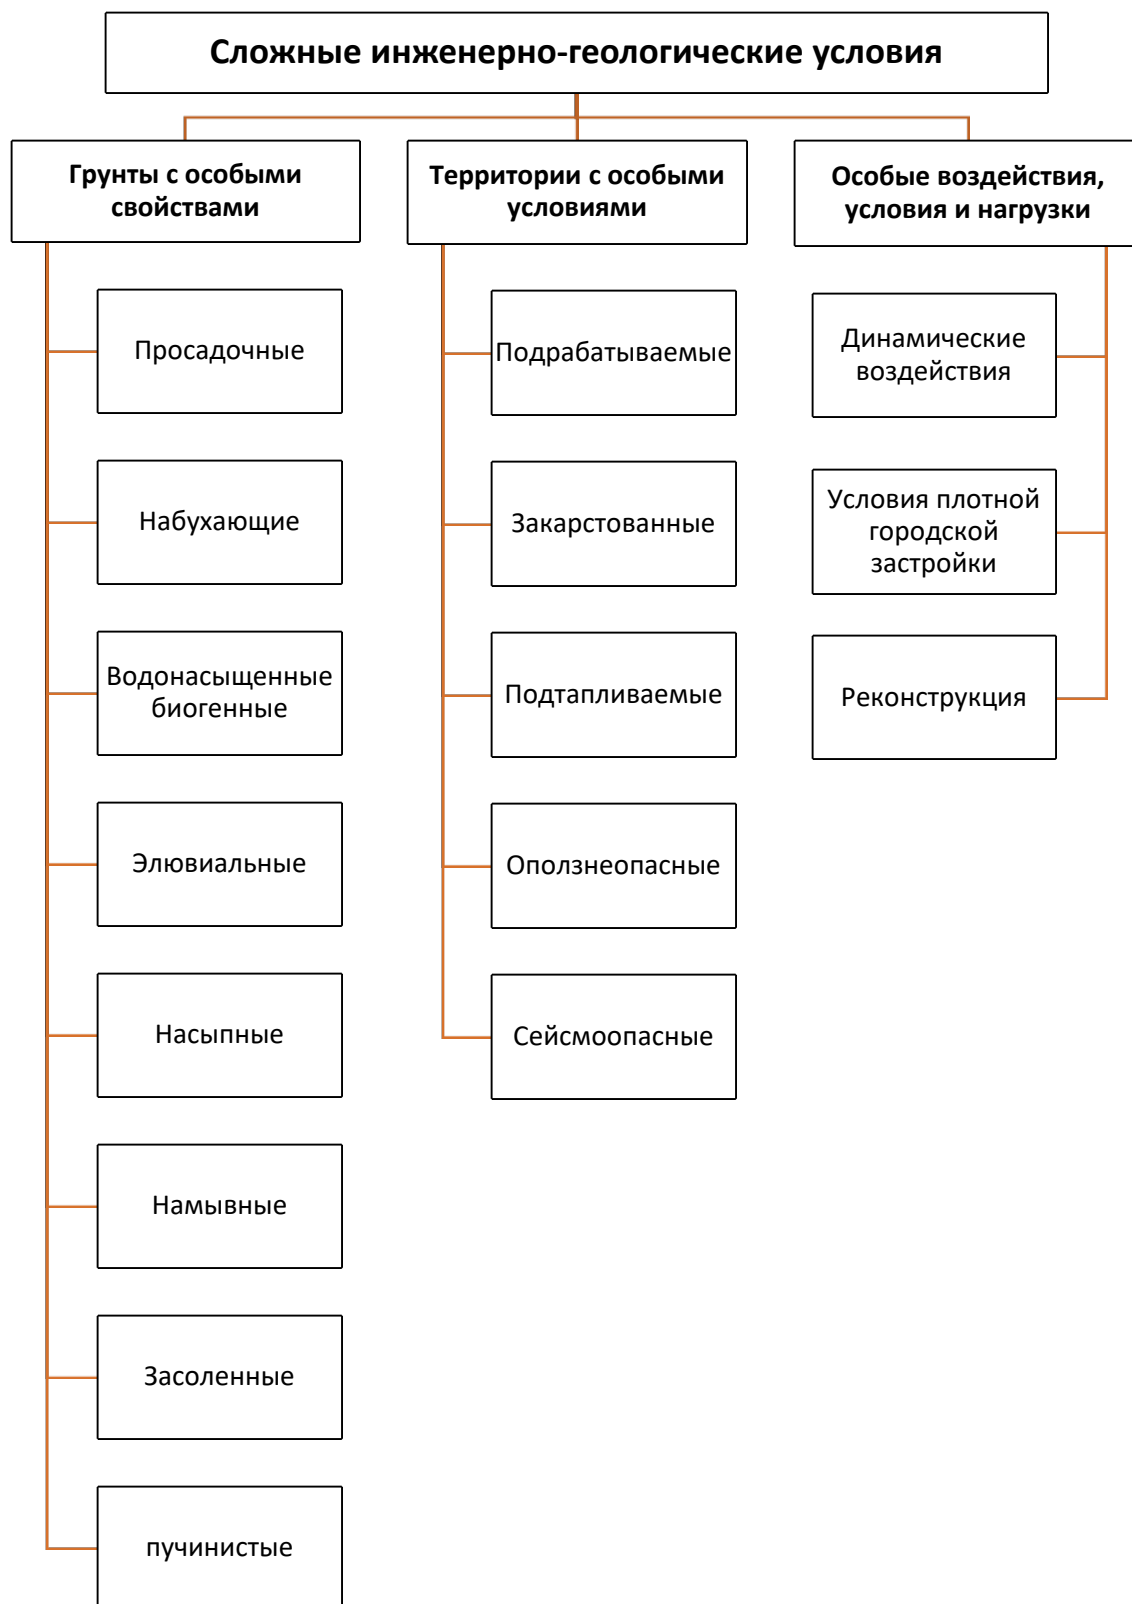 Сложные инженерно-геологические условия
Грунты с особыми
свойствами
Просадочные
Набухающие
Водонасыщенные
биогенные
Элювиальные
Насыпные
Намывные
Засоленные
пучинистые
Территории с особыми
условиями
Подрабатываемые
Закарстованные
Подтапливаемые
Оползнеопасные
Сейсмоопасные
Особые воздействия,
условия и нагрузки
Динамические
воздействия
Условия плотной
городской
застройки
Реконструкция